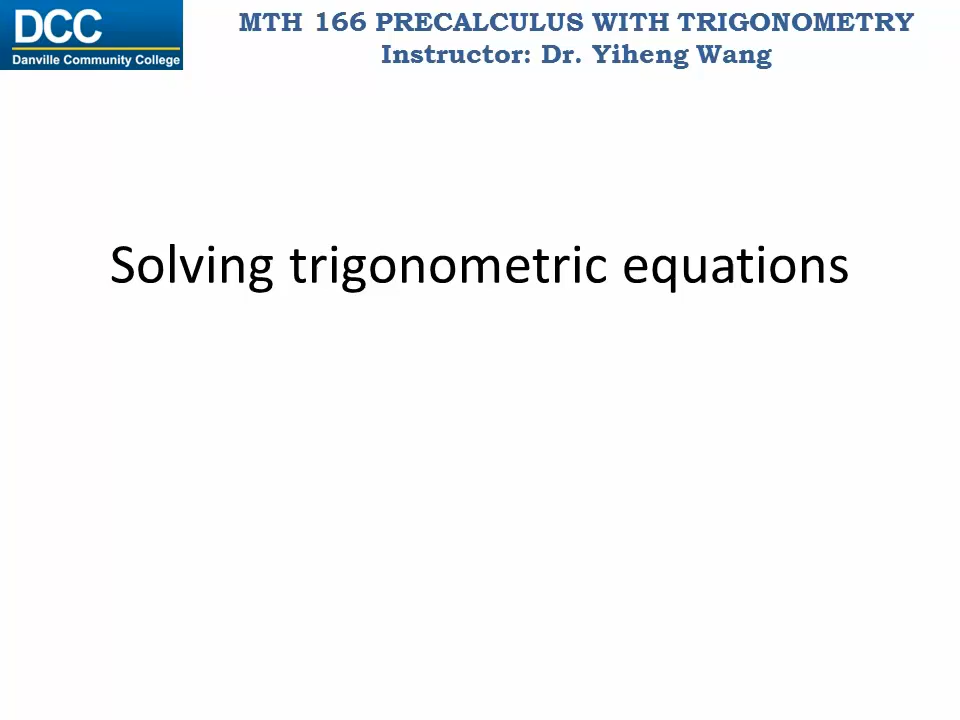 DCC
Danville Community College
MTH 166 PRECALCULUS WITH TRIGONOMETRY
Instructor: Dr. Yiheng Wang
Solving trigonometric equations